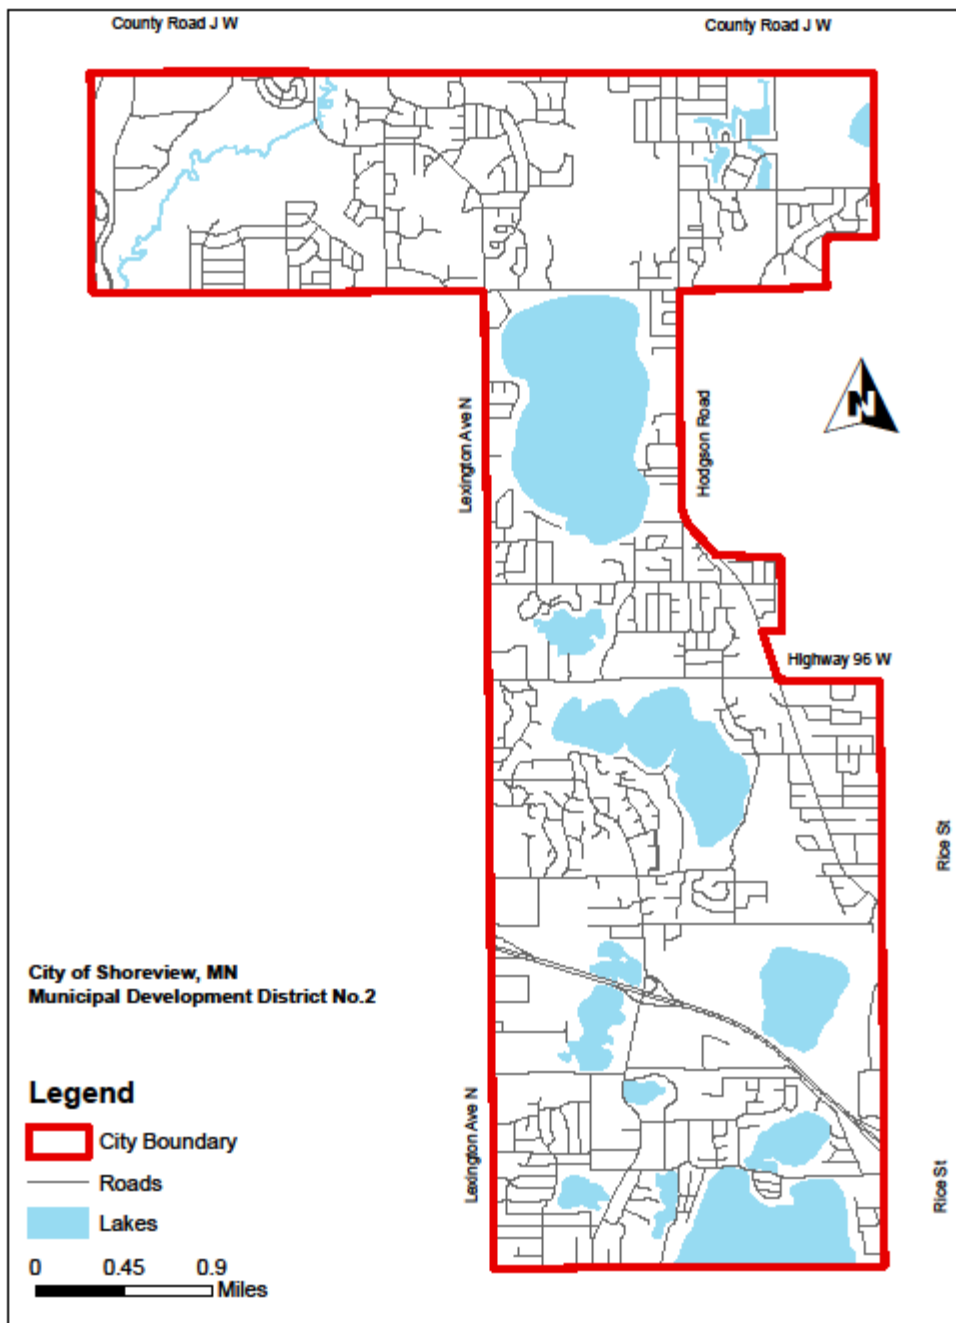 County Road J W
County Road J W
Lexington Ave N
Hodgson Road
N
Highway 96 W
Rice St
City of Shoreview, MN
Municipal Development District No.2
Lexington Ave N
Rice St
Legend
City Boundary
Roads
Lakes
0 0.45 0.9
Miles